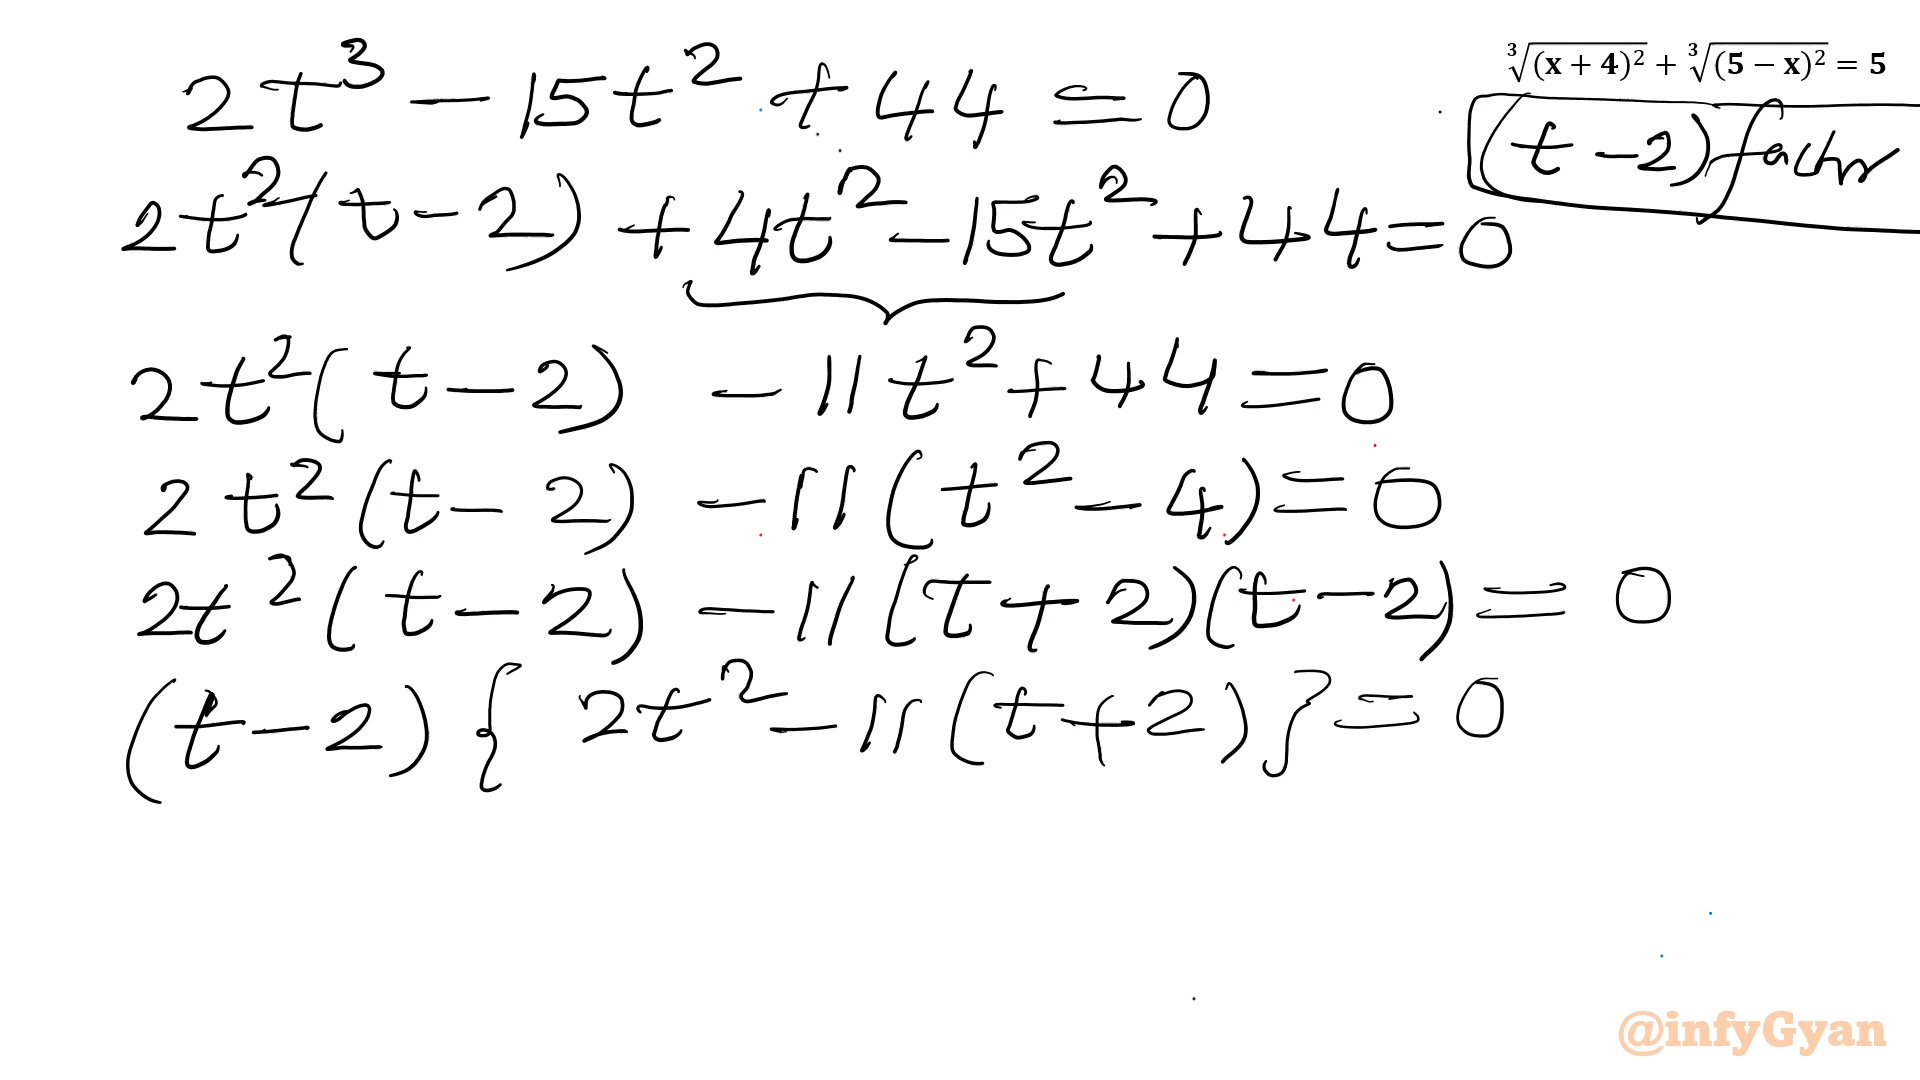 ∛(x + 4)² + ∛(5 − x)² = 5
(t − 2) factor
2t³ − 15t² + 44 = 0
2t²(t − 2) + 4t² − 15t² + 44 = 0
2t²(t − 2) − 11t² + 44 = 0
2t²(t − 2) − 11(t² − 4) = 0
2t²(t − 2) − 11(t + 2)(t − 2) = 0
(t − 2){2t² − 11(t + 2)} = 0
@infyGyan